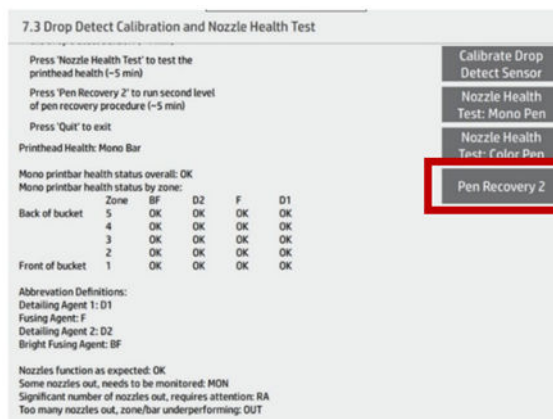 7.3 Drop Detect Calibration and Nozzle Health Test
Press 'Nozzle Health Test' to test the
printhead health (~5 min)
Press 'Pen Recovery 2' to run second level
of pen recovery procedure (~5 min)
Press 'Quit' to exit
Printhead Health: Mono Bar
Mono printbar health status overall: OK
Mono printbar health status by zone:
Zone BF D2 F D1
Back of bucket 5 OK OK OK OK
4 OK OK OK OK
3 OK OK OK OK
2 OK OK OK OK
Front of bucket 1 OK OK OK OK
Abbrevation Definitions:
Detailing Agent 1: D1
Fusing Agent: F
Detailing Agent 2: D2
Bright Fusing Agent: BF
Nozzles function as expected: OK
Some nozzles out, needs to be monitored: MON
Significant number of nozzles out, requires attention: RA
Too many nozzles out, zone/bar underperforming: OUT
Calibrate Drop
Detect Sensor
Nozzle Health
Test: Mono Pen
Nozzle Health
Test: Color Pen
Pen Recovery 2